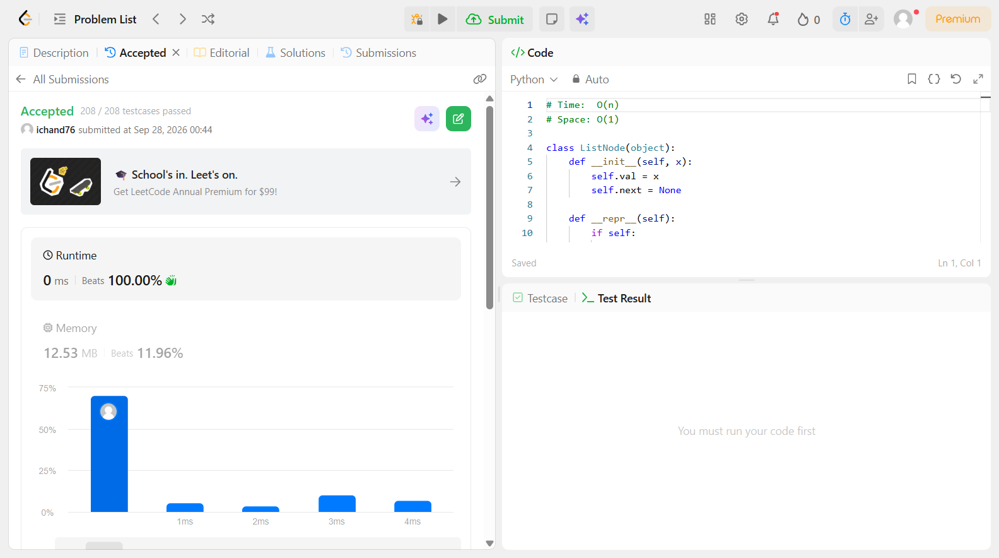 Problem List
Submit
0
Premium
Description
Accepted
Editorial
Solutions
Submissions
All Submissions
Accepted 208 / 208 testcases passed
ichand76 submitted at Sep 28, 2026 00:44
School's in. Leet's on.
Get LeetCode Annual Premium for $99!
Runtime
0 ms Beats 100.00%
Memory
12.53 MB Beats 11.96%
75%
50%
25%
0%
1ms 2ms 3ms 4ms
</> Code
Python Auto
1 # Time:  O(n)
2 # Space: O(1)
3
4 class ListNode(object):
5     def __init__(self, x):
6         self.val = x
7         self.next = None
8
9     def __repr__(self):
10         if self:
Saved Ln 1, Col 1
Testcase
Test Result
You must run your code first